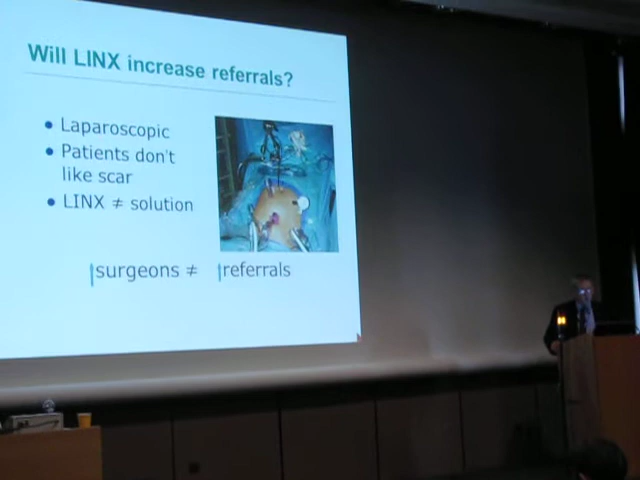 Will LINX increase referrals?
• Laparoscopic
• Patients don't
like scar
• LINX ≠ solution
surgeons ≠ referrals